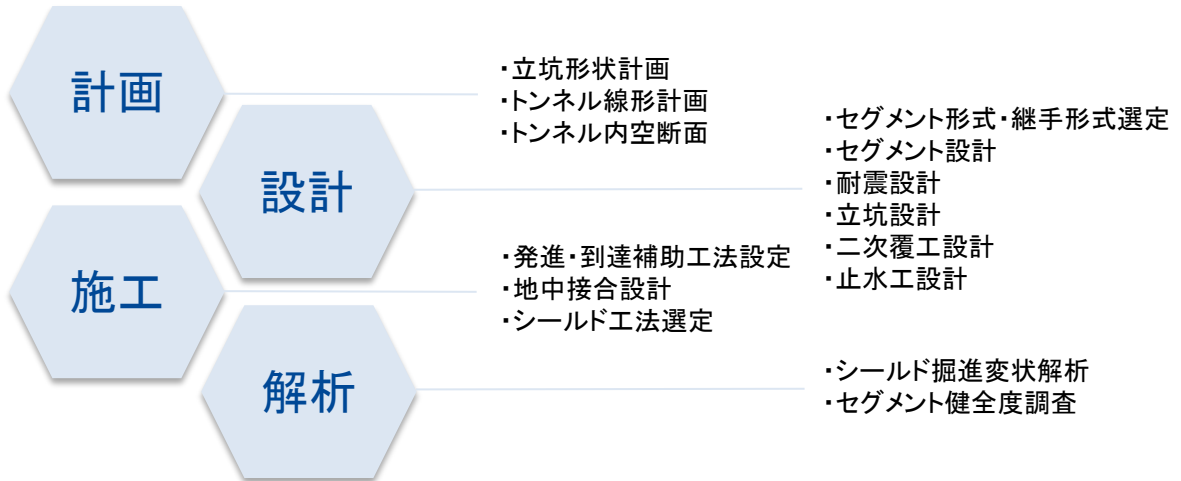 計画
・立坑形状計画
・トンネル線形計画
・トンネル内空断面
設計
・セグメント形式・継手形式選定
・セグメント設計
・耐震設計
・立坑設計
・二次覆工設計
・止水工設計
施工
・発進・到達補助工法設定
・地中接合設計
・シールド工法選定
解析
・シールド掘進変状解析
・セグメント健全度調査